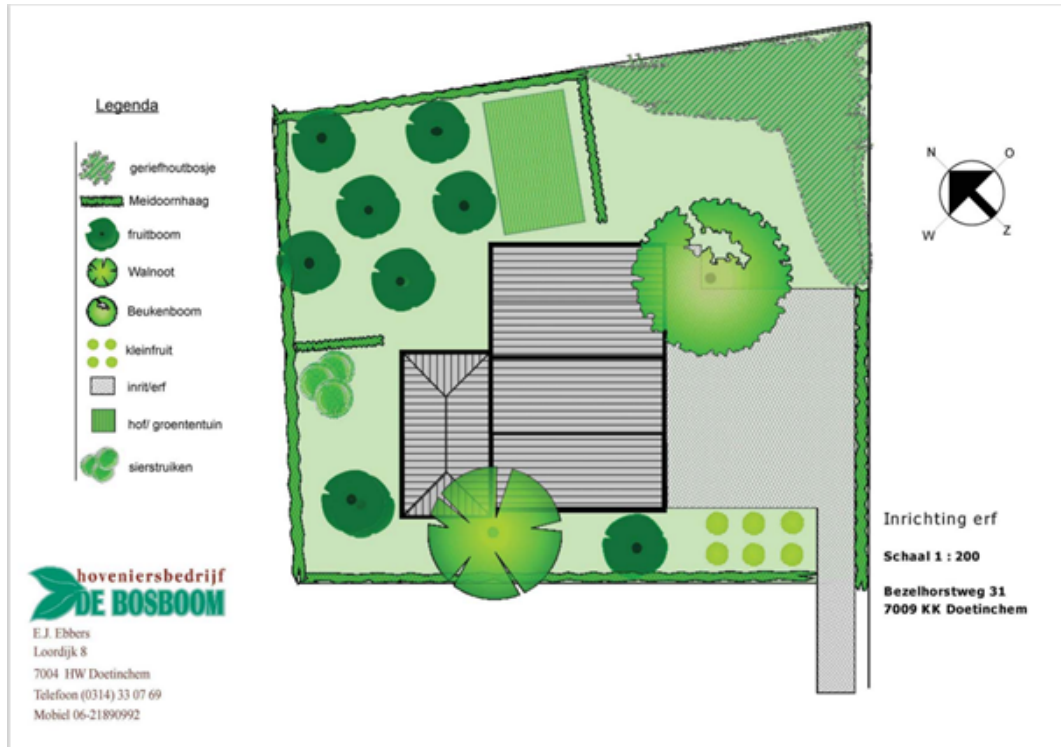 Legenda
geriefhoutbosje
Meidoornhaag
fruitboom
Walnoot
Beukenboom
kleinfruit
inrit/erf
hof/ groententuin
sierstruiken
N
O
W
Z
Inrichting erf
Schaal 1 : 200
Bezelhorstweg 31
7009 KK Doetinchem
hoveniersbedrijf
DE BOSBOOM
E.J. Ebbers
Loordijk 8
7004 HW Doetinchem
Telefoon (0314) 33 07 69
Mobiel 06-21890992